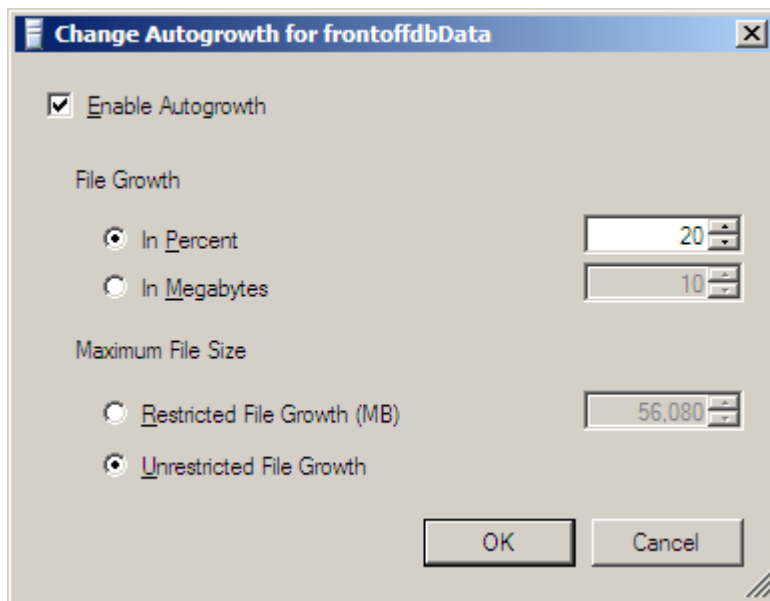 Change Autogrowth for frontoffdbData
Enable Autogrowth
File Growth
In Percent 20
In Megabytes 10
Maximum File Size
Restricted File Growth (MB) 56,080
Unrestricted File Growth
OK Cancel